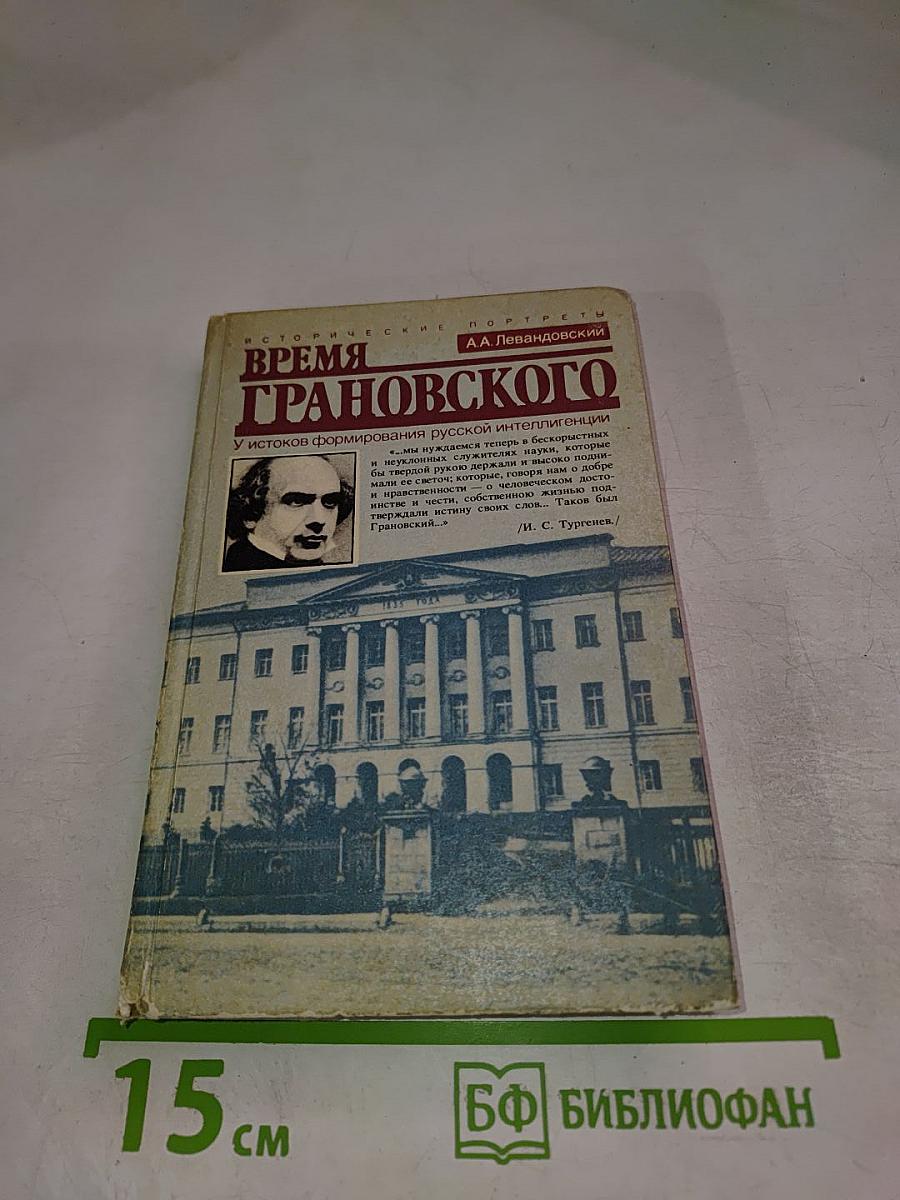 ИСТОРИЧЕСКИЕ ПОРТРЕТЫ
А.А. Левандовский
ВРЕМЯ
ГРАНОВСКОГО
У истоков формирования русской интеллигенции
«...мы нуждаемся теперь в бескорыстных
и неуклонных служителях науки, которые
бы твердой рукою держали и высоко подни-
мали ее светоч; которые, говоря нам о добре
и нравственности — о человеческом досто-
инстве и чести, собственною жизнью под-
тверждали истину своих слов... Таков был
Грановский...»
/И. С. Тургенев./
1835 ГОДА
15 см
БФ БИБЛИОФАН